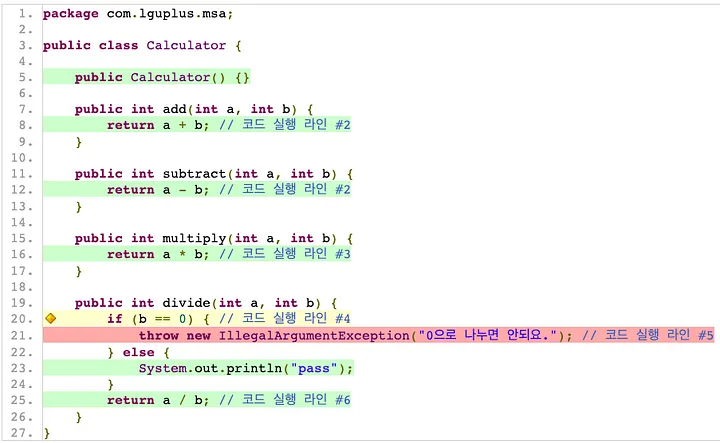 1. package com.lguplus.msa;
2.
3. public class Calculator {
4.
5.     public Calculator() {}
6.
7.     public int add(int a, int b) {
8.         return a + b; // 코드 실행 라인 #2
9.     }
10.
11.     public int subtract(int a, int b) {
12.         return a - b; // 코드 실행 라인 #2
13.     }
14.
15.     public int multiply(int a, int b) {
16.         return a * b; // 코드 실행 라인 #3
17.     }
18.
19.     public int divide(int a, int b) {
20.         if (b == 0) { // 코드 실행 라인 #4
21.             throw new IllegalArgumentException("0으로 나누면 안되요."); // 코드 실행 라인 #5
22.         } else {
23.             System.out.println("pass");
24.         }
25.         return a / b; // 코드 실행 라인 #6
26.     }
27. }